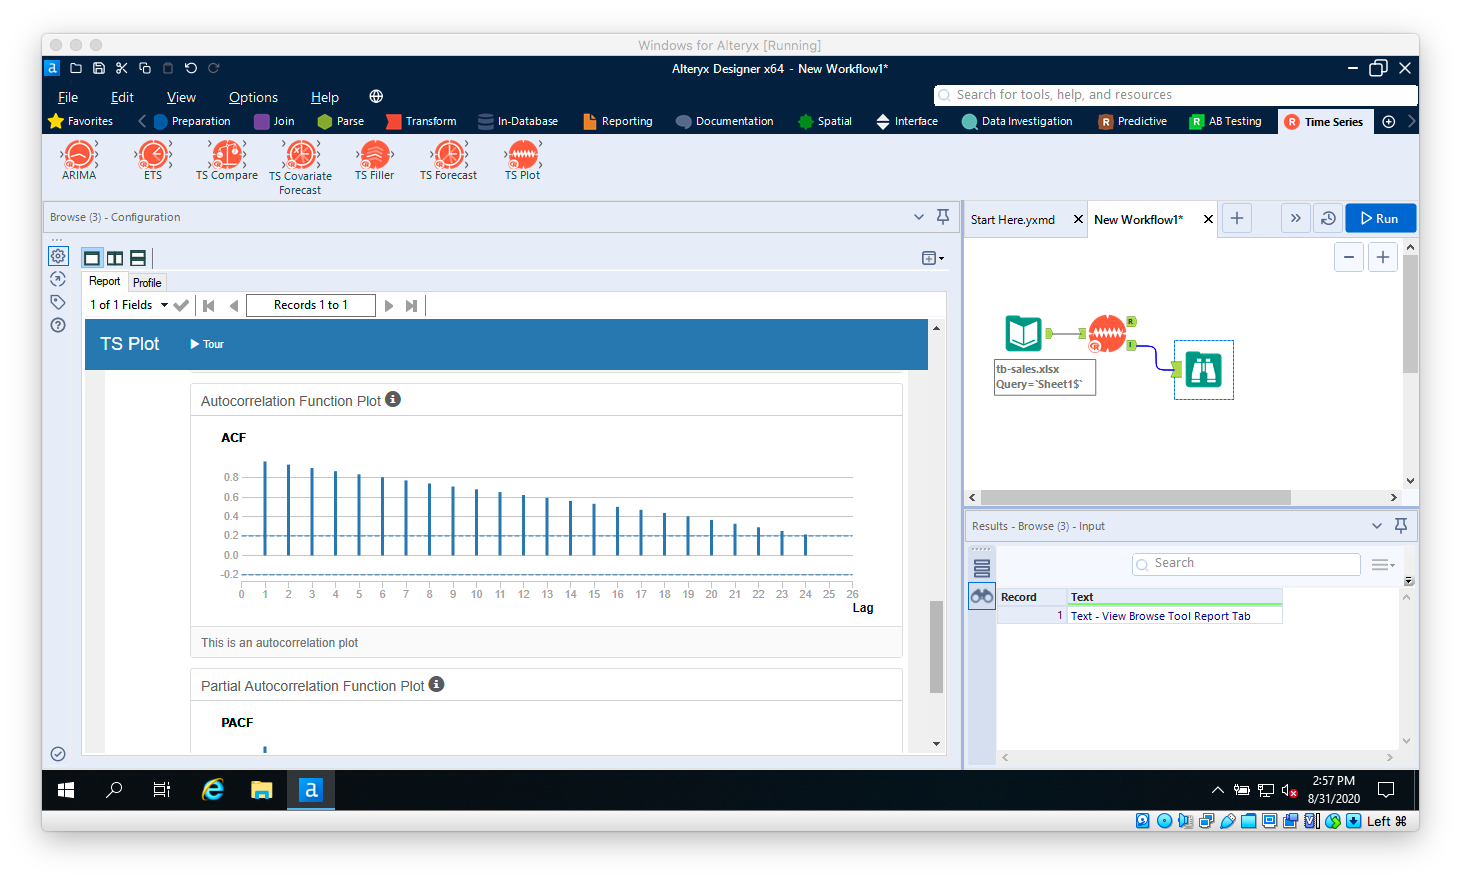 Windows for Alteryx [Running]
a
Alteryx Designer x64 - New Workflow1*
File Edit View Options Help
Search for tools, help, and resources
Favorites Preparation Join Parse Transform In-Database Reporting Documentation Spatial Interface Data Investigation Predictive AB Testing Time Series
ARIMA ETS TS Compare TS Covariate Forecast TS Filler TS Forecast TS Plot
Browse (3) - Configuration
Start Here.yxmd New Workflow1* Run
Report Profile
1 of 1 Fields Records 1 to 1
TS Plot Tour
R
I
tb-sales.xlsx
Query=`Sheet1$`
Autocorrelation Function Plot
ACF
0.8
0.6
0.4
0.2
0.0
-0.2
0 1 2 3 4 5 6 7 8 9 10 11 12 13 14 15 16 17 18 19 20 21 22 23 24 25 26
Lag
This is an autocorrelation plot
Partial Autocorrelation Function Plot
PACF
Results - Browse (3) - Input
Search
Record Text
1 Text - View Browse Tool Report Tab
a
2:57 PM
8/31/2020
Left ⌘